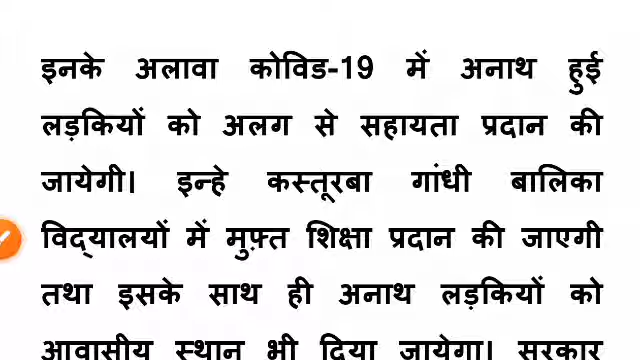 इनके अलावा कोविड-19 में अनाथ हुई
लड़कियों को अलग से सहायता प्रदान की
जायेगी। इन्हे कस्तूरबा गांधी बालिका
विद्यालयों में मुफ़्त शिक्षा प्रदान की जाएगी
तथा इसके साथ ही अनाथ लड़कियों को
आवासीय स्थान भी दिया जायेगा। सरकार